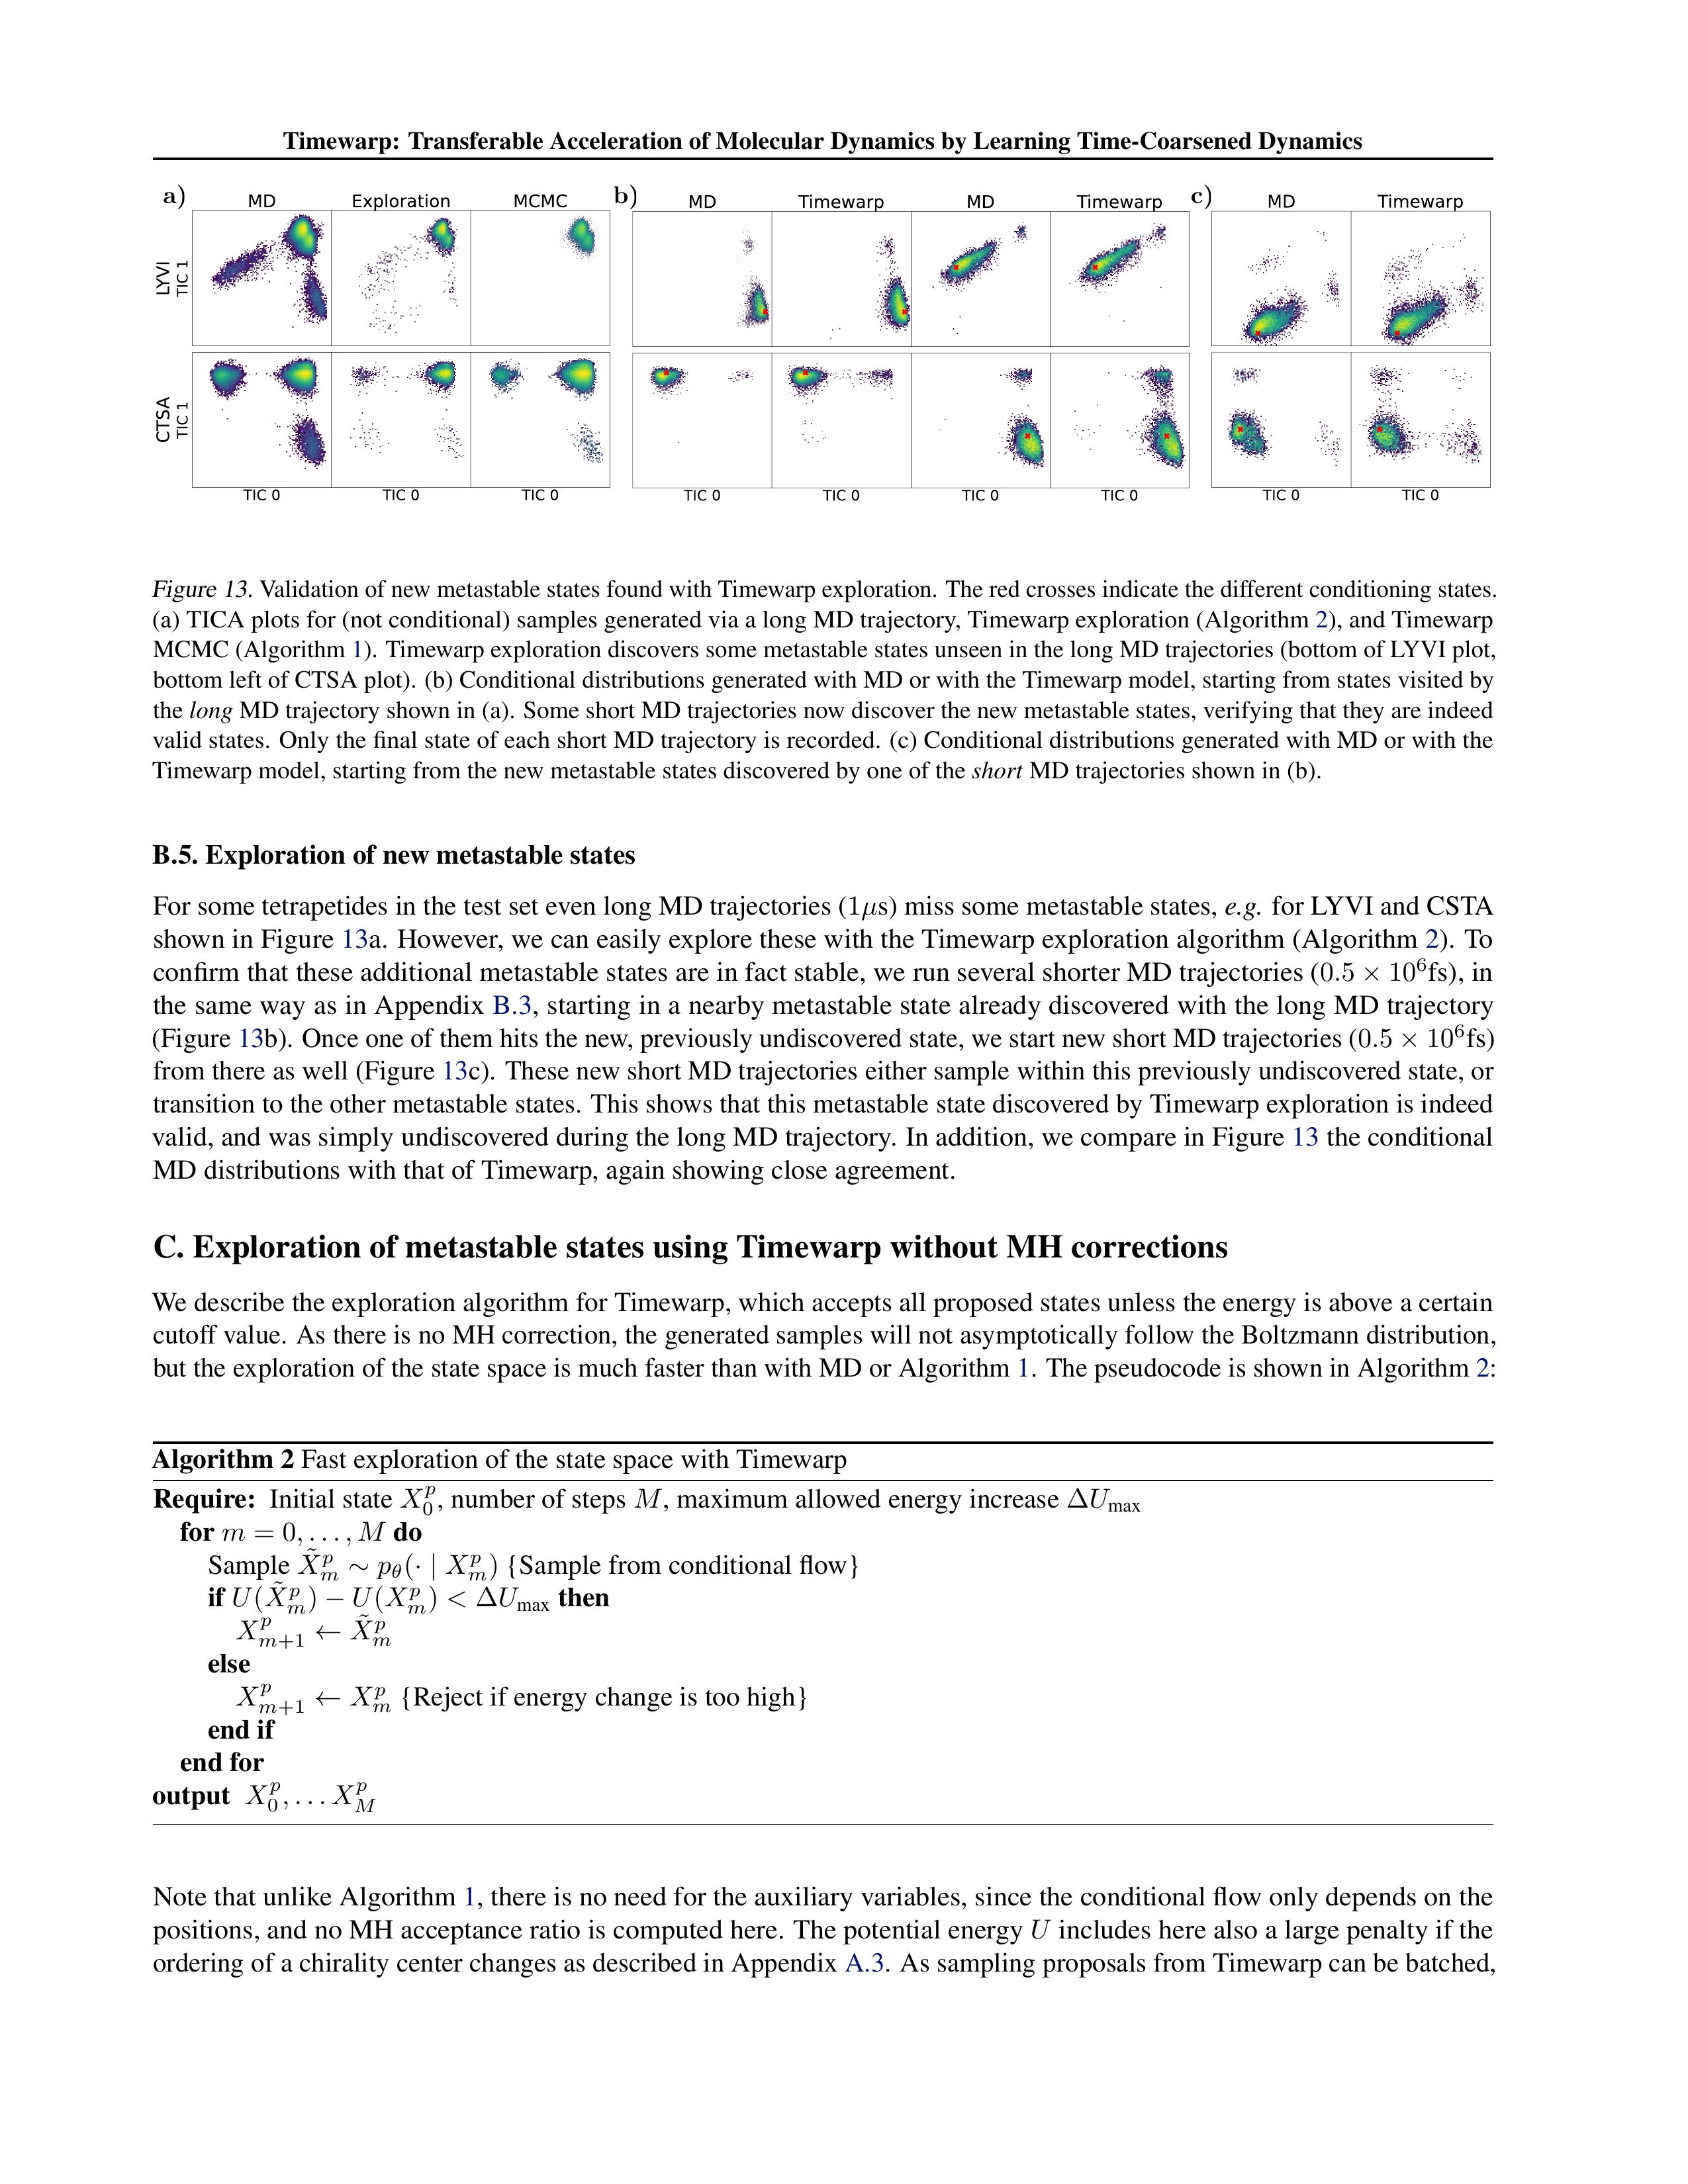 Timewarp: Transferable Acceleration of Molecular Dynamics by Learning Time-Coarsened Dynamics
a) MD Exploration MCMC b) MD Timewarp MD Timewarp c) MD Timewarp
LYVI
TIC 1
CTSA
TIC 1
TIC 0 TIC 0 TIC 0 TIC 0 TIC 0 TIC 0 TIC 0 TIC 0 TIC 0
Figure 13. Validation of new metastable states found with Timewarp exploration. The red crosses indicate the different conditioning states.
(a) TICA plots for (not conditional) samples generated via a long MD trajectory, Timewarp exploration (Algorithm 2), and Timewarp
MCMC (Algorithm 1). Timewarp exploration discovers some metastable states unseen in the long MD trajectories (bottom of LYVI plot,
bottom left of CTSA plot). (b) Conditional distributions generated with MD or with the Timewarp model, starting from states visited by
the long MD trajectory shown in (a). Some short MD trajectories now discover the new metastable states, verifying that they are indeed
valid states. Only the final state of each short MD trajectory is recorded. (c) Conditional distributions generated with MD or with the
Timewarp model, starting from the new metastable states discovered by one of the short MD trajectories shown in (b).
B.5. Exploration of new metastable states
For some tetrapetides in the test set even long MD trajectories (1μs) miss some metastable states, e.g. for LYVI and CSTA
shown in Figure 13a. However, we can easily explore these with the Timewarp exploration algorithm (Algorithm 2). To
confirm that these additional metastable states are in fact stable, we run several shorter MD trajectories (0.5 × 10⁶fs), in
the same way as in Appendix B.3, starting in a nearby metastable state already discovered with the long MD trajectory
(Figure 13b). Once one of them hits the new, previously undiscovered state, we start new short MD trajectories (0.5 × 10⁶fs)
from there as well (Figure 13c). These new short MD trajectories either sample within this previously undiscovered state, or
transition to the other metastable states. This shows that this metastable state discovered by Timewarp exploration is indeed
valid, and was simply undiscovered during the long MD trajectory. In addition, we compare in Figure 13 the conditional
MD distributions with that of Timewarp, again showing close agreement.
C. Exploration of metastable states using Timewarp without MH corrections
We describe the exploration algorithm for Timewarp, which accepts all proposed states unless the energy is above a certain
cutoff value. As there is no MH correction, the generated samples will not asymptotically follow the Boltzmann distribution,
but the exploration of the state space is much faster than with MD or Algorithm 1. The pseudocode is shown in Algorithm 2:
Algorithm 2 Fast exploration of the state space with Timewarp
Require: Initial state $X_0^p$, number of steps $M$, maximum allowed energy increase $\Delta U_{\max}$
for $m = 0, \ldots, M$ do
Sample $\tilde{X}_m^p \sim p_\theta(\cdot \mid X_m^p)$ {Sample from conditional flow}
if $U(\tilde{X}_m^p) - U(X_m^p) < \Delta U_{\max}$ then
$X_{m+1}^p \leftarrow \tilde{X}_m^p$
else
$X_{m+1}^p \leftarrow X_m^p$ {Reject if energy change is too high}
end if
end for
output $X_0^p, \ldots X_M^p$
Note that unlike Algorithm 1, there is no need for the auxiliary variables, since the conditional flow only depends on the
positions, and no MH acceptance ratio is computed here. The potential energy $U$ includes here also a large penalty if the
ordering of a chirality center changes as described in Appendix A.3. As sampling proposals from Timewarp can be batched,